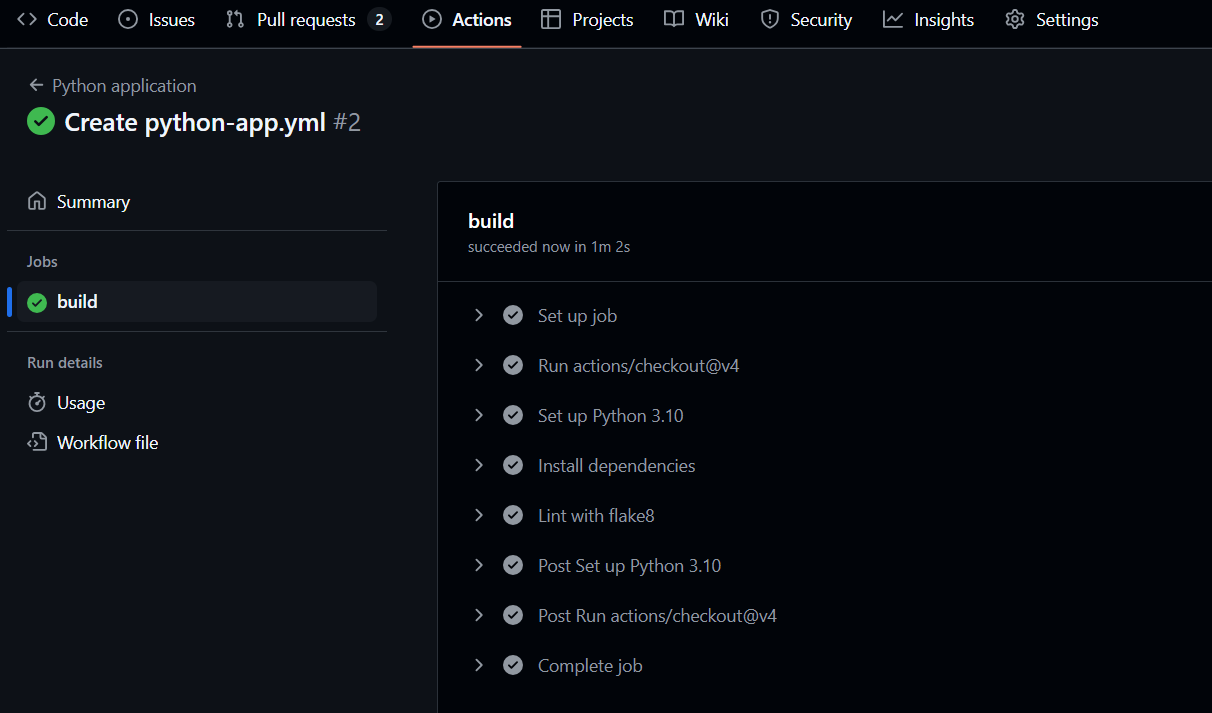 Code Issues Pull requests 2 Actions Projects Wiki Security Insights Settings
Python application
Create python-app.yml #2
Summary
Jobs
build
Run details
Usage
Workflow file
build
succeeded now in 1m 2s
Set up job
Run actions/checkout@v4
Set up Python 3.10
Install dependencies
Lint with flake8
Post Set up Python 3.10
Post Run actions/checkout@v4
Complete job